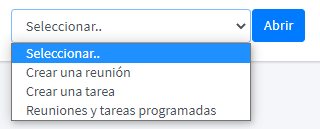 Seleccionar.. Abrir
Seleccionar..
Crear una reunión
Crear una tarea
Reuniones y tareas programadas